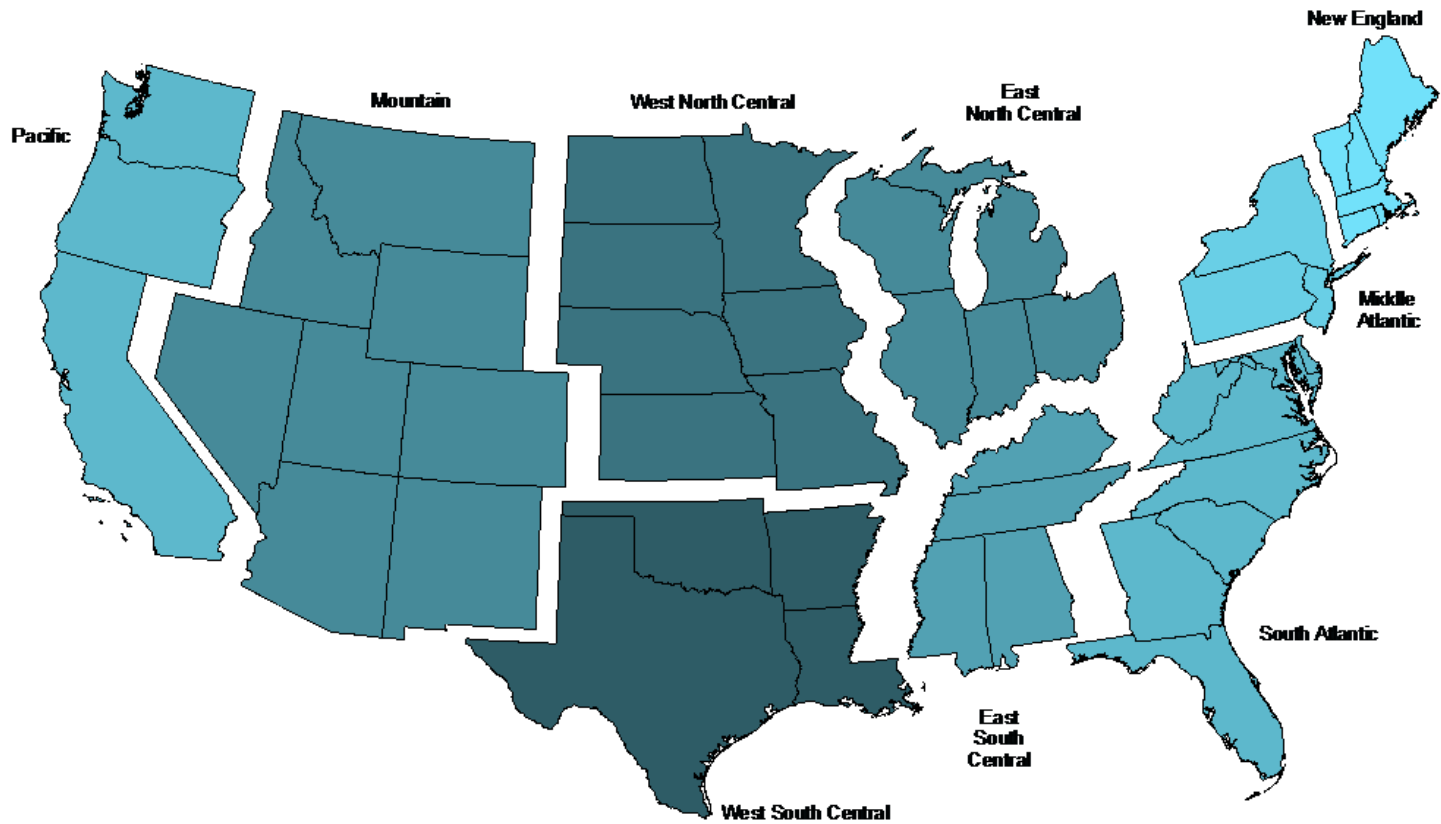 New England
Mountain
West North Central
East
North Central
Pacific
Middle
Atlantic
South Atlantic
East
South
Central
West South Central